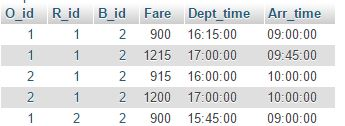 O_id R_id B_id Fare Dept_time Arr_time
1 1 2 900 16:15:00 09:00:00
1 1 2 1215 17:00:00 09:45:00
2 1 2 915 16:00:00 10:00:00
2 1 2 1200 17:00:00 10:00:00
1 2 2 900 15:45:00 09:00:00